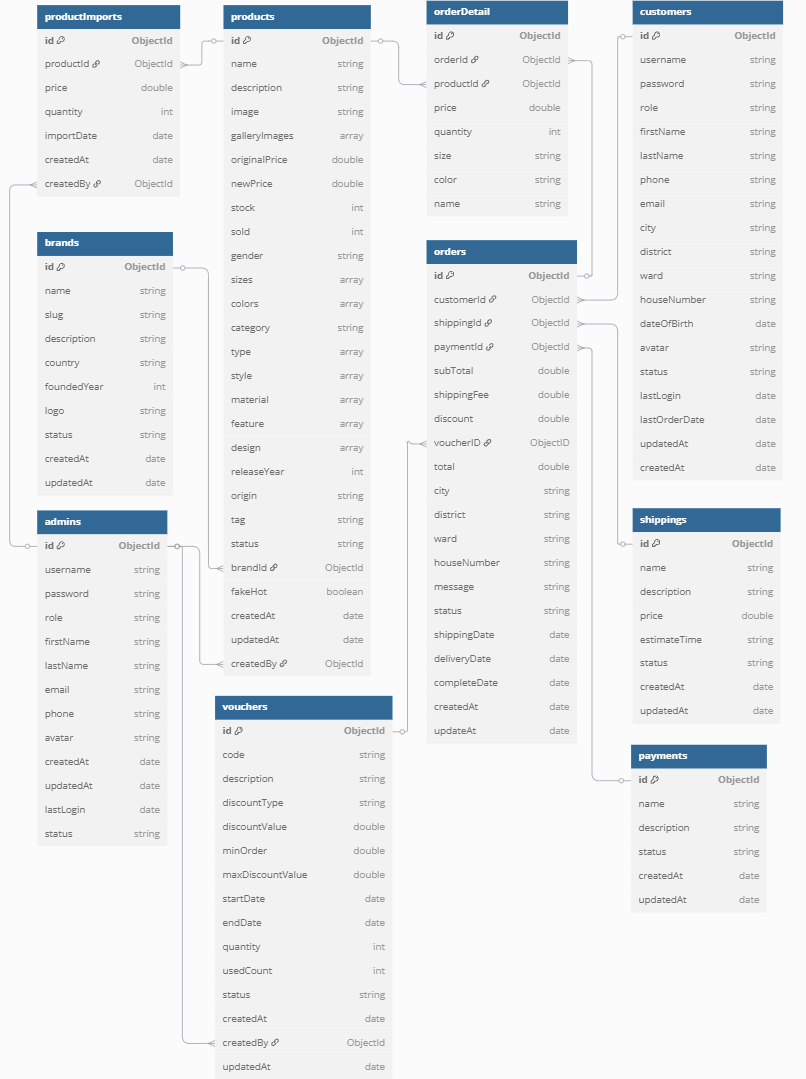 productImports
id ObjectId
productId ObjectId
price double
quantity int
importDate date
createdAt date
createdBy ObjectId
brands
id ObjectId
name string
slug string
description string
country string
foundedYear int
logo string
status string
createdAt date
updatedAt date
admins
id ObjectId
username string
password string
role string
firstName string
lastName string
email string
phone string
avatar string
createdAt date
updatedAt date
lastLogin date
status string
products
id ObjectId
name string
description string
image string
galleryImages array
originalPrice double
newPrice double
stock int
sold int
gender string
sizes array
colors array
category string
type array
style array
material array
feature array
design array
releaseYear int
origin string
tag string
status string
brandId ObjectId
fakeHot boolean
createdAt date
updatedAt date
createdBy ObjectId
vouchers
id ObjectId
code string
description string
discountType string
discountValue double
minOrder double
maxDiscountValue double
startDate date
endDate date
quantity int
usedCount int
status string
createdAt date
createdBy ObjectId
updatedAt date
orderDetail
id ObjectId
orderId ObjectId
productId ObjectId
price double
quantity int
size string
color string
name string
orders
id ObjectId
customerId ObjectId
shippingId ObjectId
paymentId ObjectId
subTotal double
shippingFee double
discount double
voucherID ObjectID
total double
city string
district string
ward string
houseNumber string
message string
status string
shippingDate date
deliveryDate date
completeDate date
createdAt date
updateAt date
customers
id ObjectId
username string
password string
role string
firstName string
lastName string
phone string
email string
city string
district string
ward string
houseNumber string
dateOfBirth date
avatar string
status string
lastLogin date
lastOrderDate date
updatedAt date
createdAt date
shippings
id ObjectId
name string
description string
price double
estimateTime string
status string
createdAt date
updatedAt date
payments
id ObjectId
name string
description string
status string
createdAt date
updatedAt date